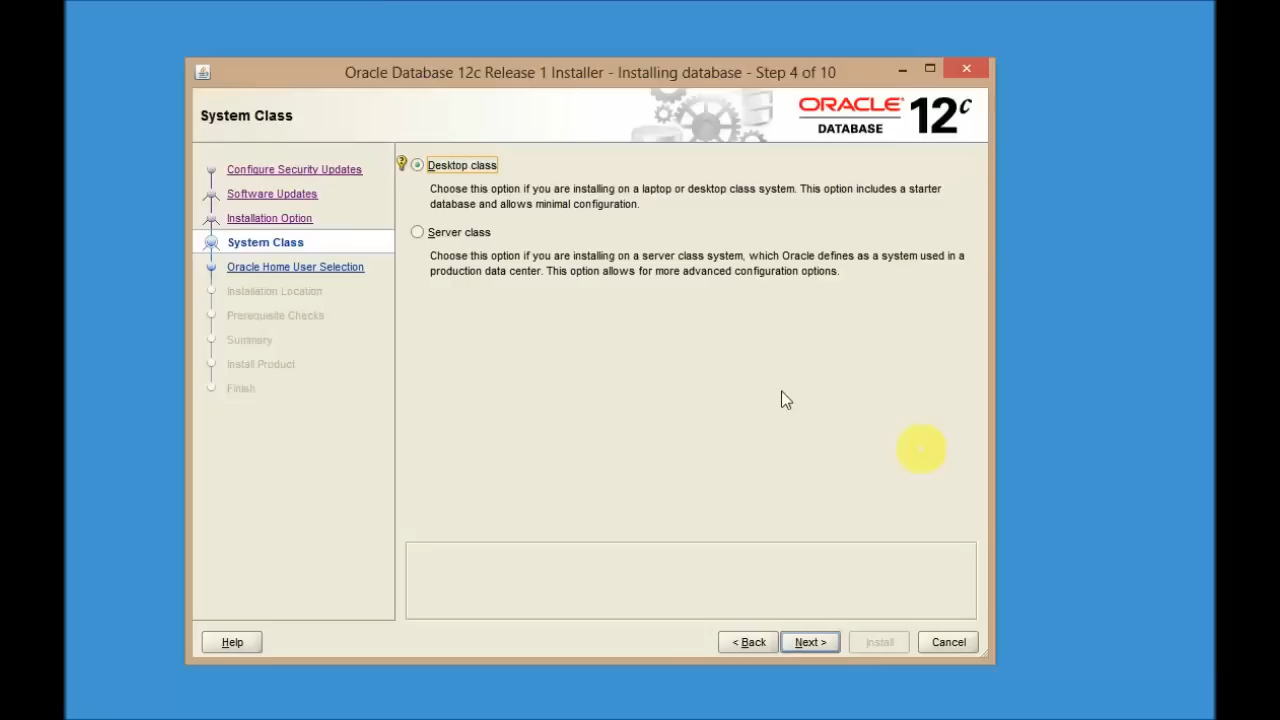 Oracle Database 12c Release 1 Installer - Installing database - Step 4 of 10
System Class
ORACLE
DATABASE
12c
Configure Security Updates
Software Updates
Installation Option
System Class
Oracle Home User Selection
Installation Location
Prerequisite Checks
Summary
Install Product
Finish
Desktop class
Choose this option if you are installing on a laptop or desktop class system. This option includes a starter
database and allows minimal configuration.
Server class
Choose this option if you are installing on a server class system, which Oracle defines as a system used in a
production data center. This option allows for more advanced configuration options.
Help
< Back
Next >
Install
Cancel